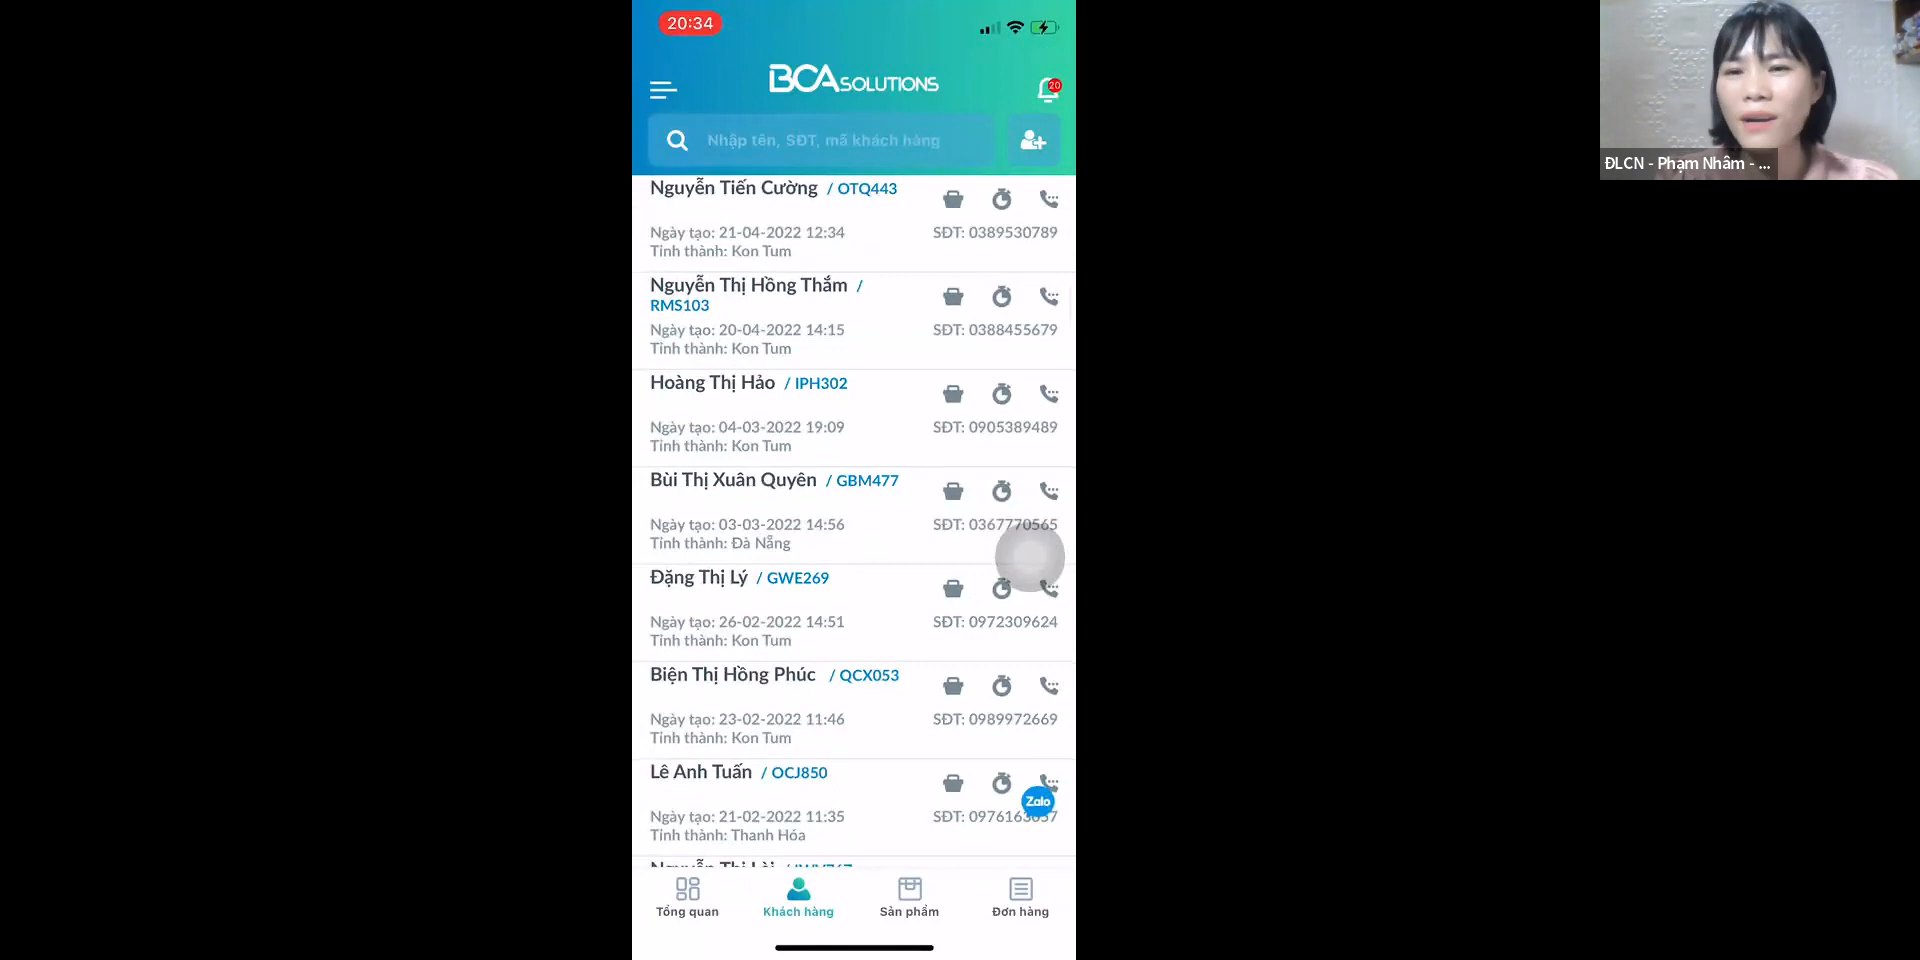 20:34
BCA SOLUTIONS
20
Nhập tên, SĐT, mã khách hàng
Nguyễn Tiến Cường / OTQ443
Ngày tạo: 21-04-2022 12:34
SĐT: 0389530789
Tỉnh thành: Kon Tum
Nguyễn Thị Hồng Thắm /
RMS103
Ngày tạo: 20-04-2022 14:15
SĐT: 0388455679
Tỉnh thành: Kon Tum
Hoàng Thị Hảo / IPH302
Ngày tạo: 04-03-2022 19:09
SĐT: 0905389489
Tỉnh thành: Kon Tum
Bùi Thị Xuân Quyên / GBM477
Ngày tạo: 03-03-2022 14:56
SĐT: 0367770565
Tỉnh thành: Đà Nẵng
Đặng Thị Lý / GWE269
Ngày tạo: 26-02-2022 14:51
SĐT: 0972309624
Tỉnh thành: Kon Tum
Biện Thị Hồng Phúc / QCX053
Ngày tạo: 23-02-2022 11:46
SĐT: 0989972669
Tỉnh thành: Kon Tum
Lê Anh Tuấn / OCJ850
Zalo
Ngày tạo: 21-02-2022 11:35
SĐT:
Tỉnh thành: Thanh Hóa
Nguyễn Thị
Tổng quan
Khách hàng
Sản phẩm
Đơn hàng
ĐLCN - Phạm Nhâm - ...